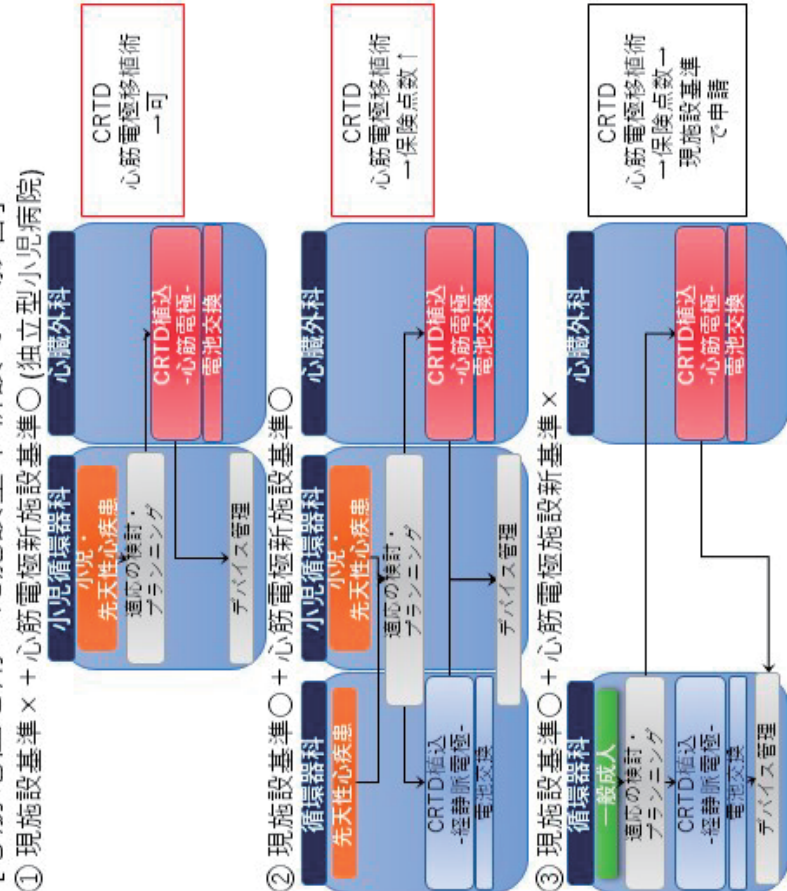 ① 現施設基準× + 心筋電極新施設基準○ (独立型小児病院)
小児循環器科
心臓外科
小児・
先天性心疾患
適応の検討・
プランニング
デバイス管理
CRTD植込
-心筋電極-
電池交換
CRTD
心筋電極移植術
→可
② 現施設基準○ + 心筋電極新施設基準○
循環器科
小児循環器科
心臓外科
先天性心疾患
小児・
先天性心疾患
適応の検討・
プランニング
CRTD植込
-経静脈電極-
電池交換
デバイス管理
CRTD植込
-心筋電極-
電池交換
CRTD
心筋電極移植術
→保険点数↑
③ 現施設基準○ + 心筋電極施設新基準×
循環器科
心臓外科
一般成人
適応の検討・
プランニング
CRTD植込
-経静脈電極-
電池交換
デバイス管理
CRTD植込
-心筋電極-
電池交換
CRTD
心筋電極移植術
→保険点数→
現施設基準
で申請